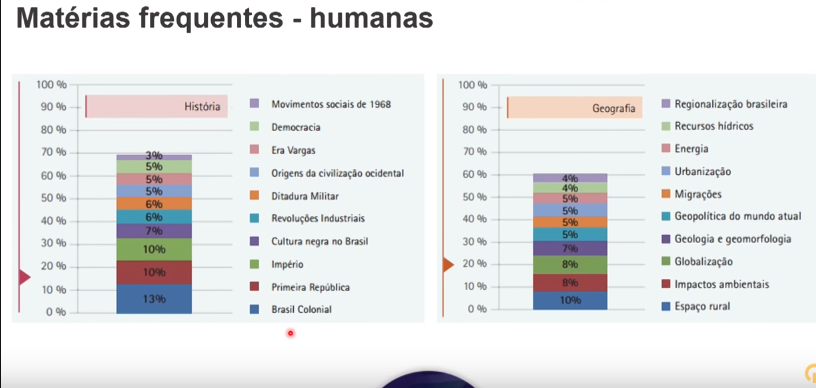 Matérias frequentes - humanas
100 %
90 %
80 %
70 %
60 %
50 %
40 %
30 %
20 %
10 %
0 %
História
3%
5%
5%
5%
6%
6%
7%
10%
10%
13%
Movimentos sociais de 1968
Democracia
Era Vargas
Origens da civilização ocidental
Ditadura Militar
Revoluções Industriais
Cultura negra no Brasil
Império
Primeira República
Brasil Colonial
100 %
90 %
80 %
70 %
60 %
50 %
40 %
30 %
20 %
10 %
0 %
Geografia
4%
4%
5%
5%
5%
5%
7%
8%
8%
10%
Regionalização brasileira
Recursos hídricos
Energia
Urbanização
Migrações
Geopolítica do mundo atual
Geologia e geomorfologia
Globalização
Impactos ambientais
Espaço rural